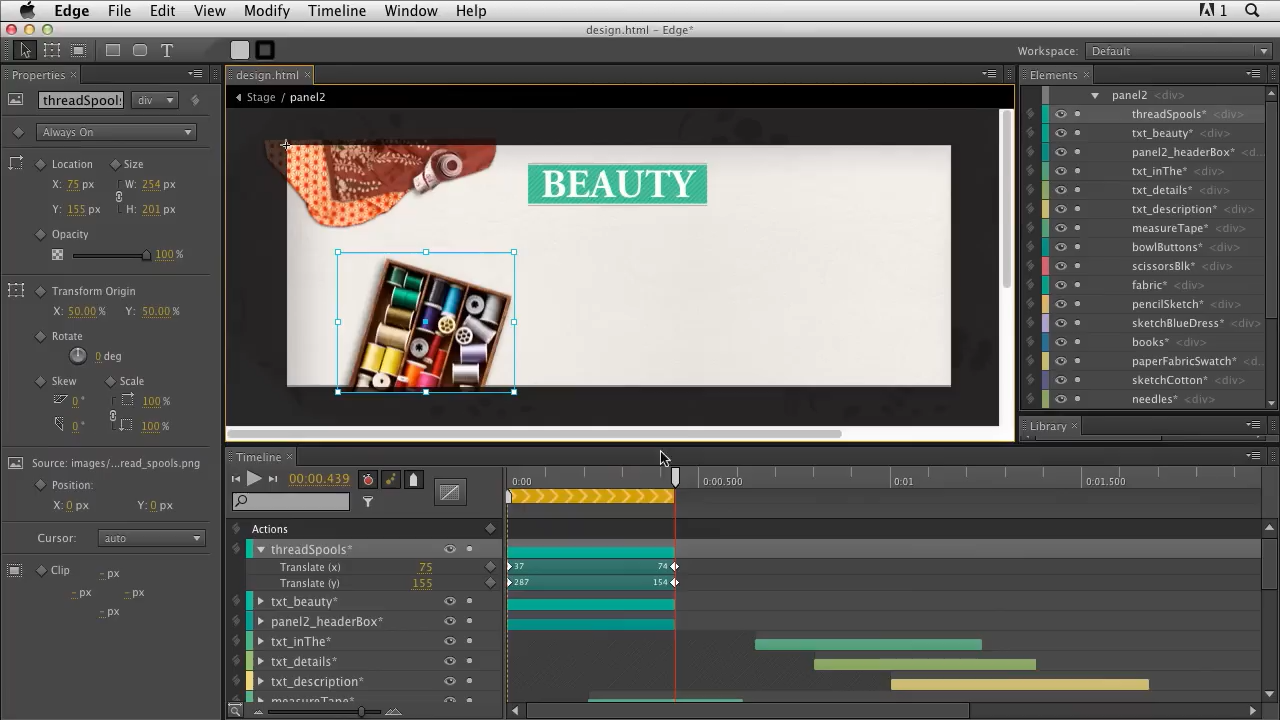 Edge File Edit View Modify Timeline Window Help 1
design.html – Edge*
T Workspace: Default
Properties × design.html × Elements ×
threadSpools div
Stage / panel2
panel2 <div>
threadSpools* <div>
txt_beauty* <div>
panel2_headerBox* <d...
txt_inThe* <div>
txt_details* <div>
txt_description* <div>
measureTape* <div>
bowlButtons* <div>
scissorsBlk* <div>
fabric* <div>
pencilSketch* <div>
sketchBlueDress* <div>
books* <div>
paperFabricSwatch* <div>
sketchCotton* <div>
needles* <div>
Library ×
Always On
Location Size
X: 75 px W: 254 px
Y: 155 px H: 201 px
Opacity
100 %
Transform Origin
X: 50.00 % Y: 50.00 %
Rotate
0 deg
Skew Scale
0 ° 100 %
0 ° 100 %
Source: images/...read_spools.png
Position:
X: 0 px Y: 0 px
Cursor: auto
Clip
- px
- px - px
- px
BEAUTY
Timeline ×
00:00.439 0:00 0:00.500 0:01 0:01.500
Actions
threadSpools*
Translate (x) 75 37 74
Translate (y) 155 287 154
txt_beauty*
panel2_headerBox*
txt_inThe*
txt_details*
txt_description*
measureTape*